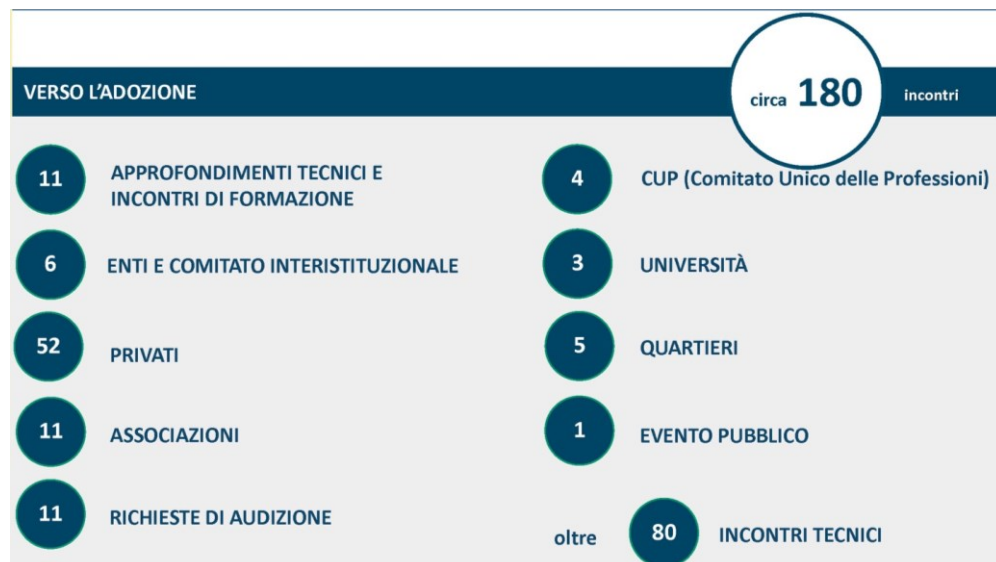 VERSO L'ADOZIONE
circa 180 incontri
11 APPROFONDIMENTI TECNICI E
INCONTRI DI FORMAZIONE
6 ENTI E COMITATO INTERISTITUZIONALE
52 PRIVATI
11 ASSOCIAZIONI
11 RICHIESTE DI AUDIZIONE
4 CUP (Comitato Unico delle Professioni)
3 UNIVERSITÀ
5 QUARTIERI
1 EVENTO PUBBLICO
oltre 80 INCONTRI TECNICI